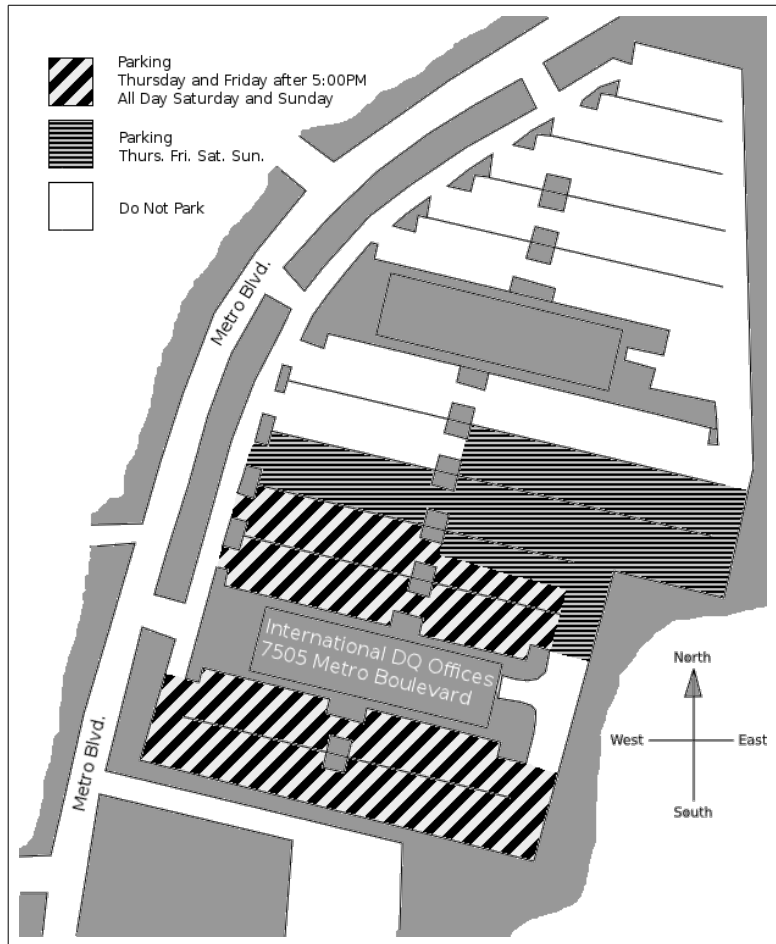 Parking
Thursday and Friday after 5:00PM
All Day Saturday and Sunday
Parking
Thurs. Fri. Sat. Sun.
Do Not Park
Metro Blvd.
International DQ Offices
7505 Metro Boulevard
North
West
East
South
Metro Blvd.